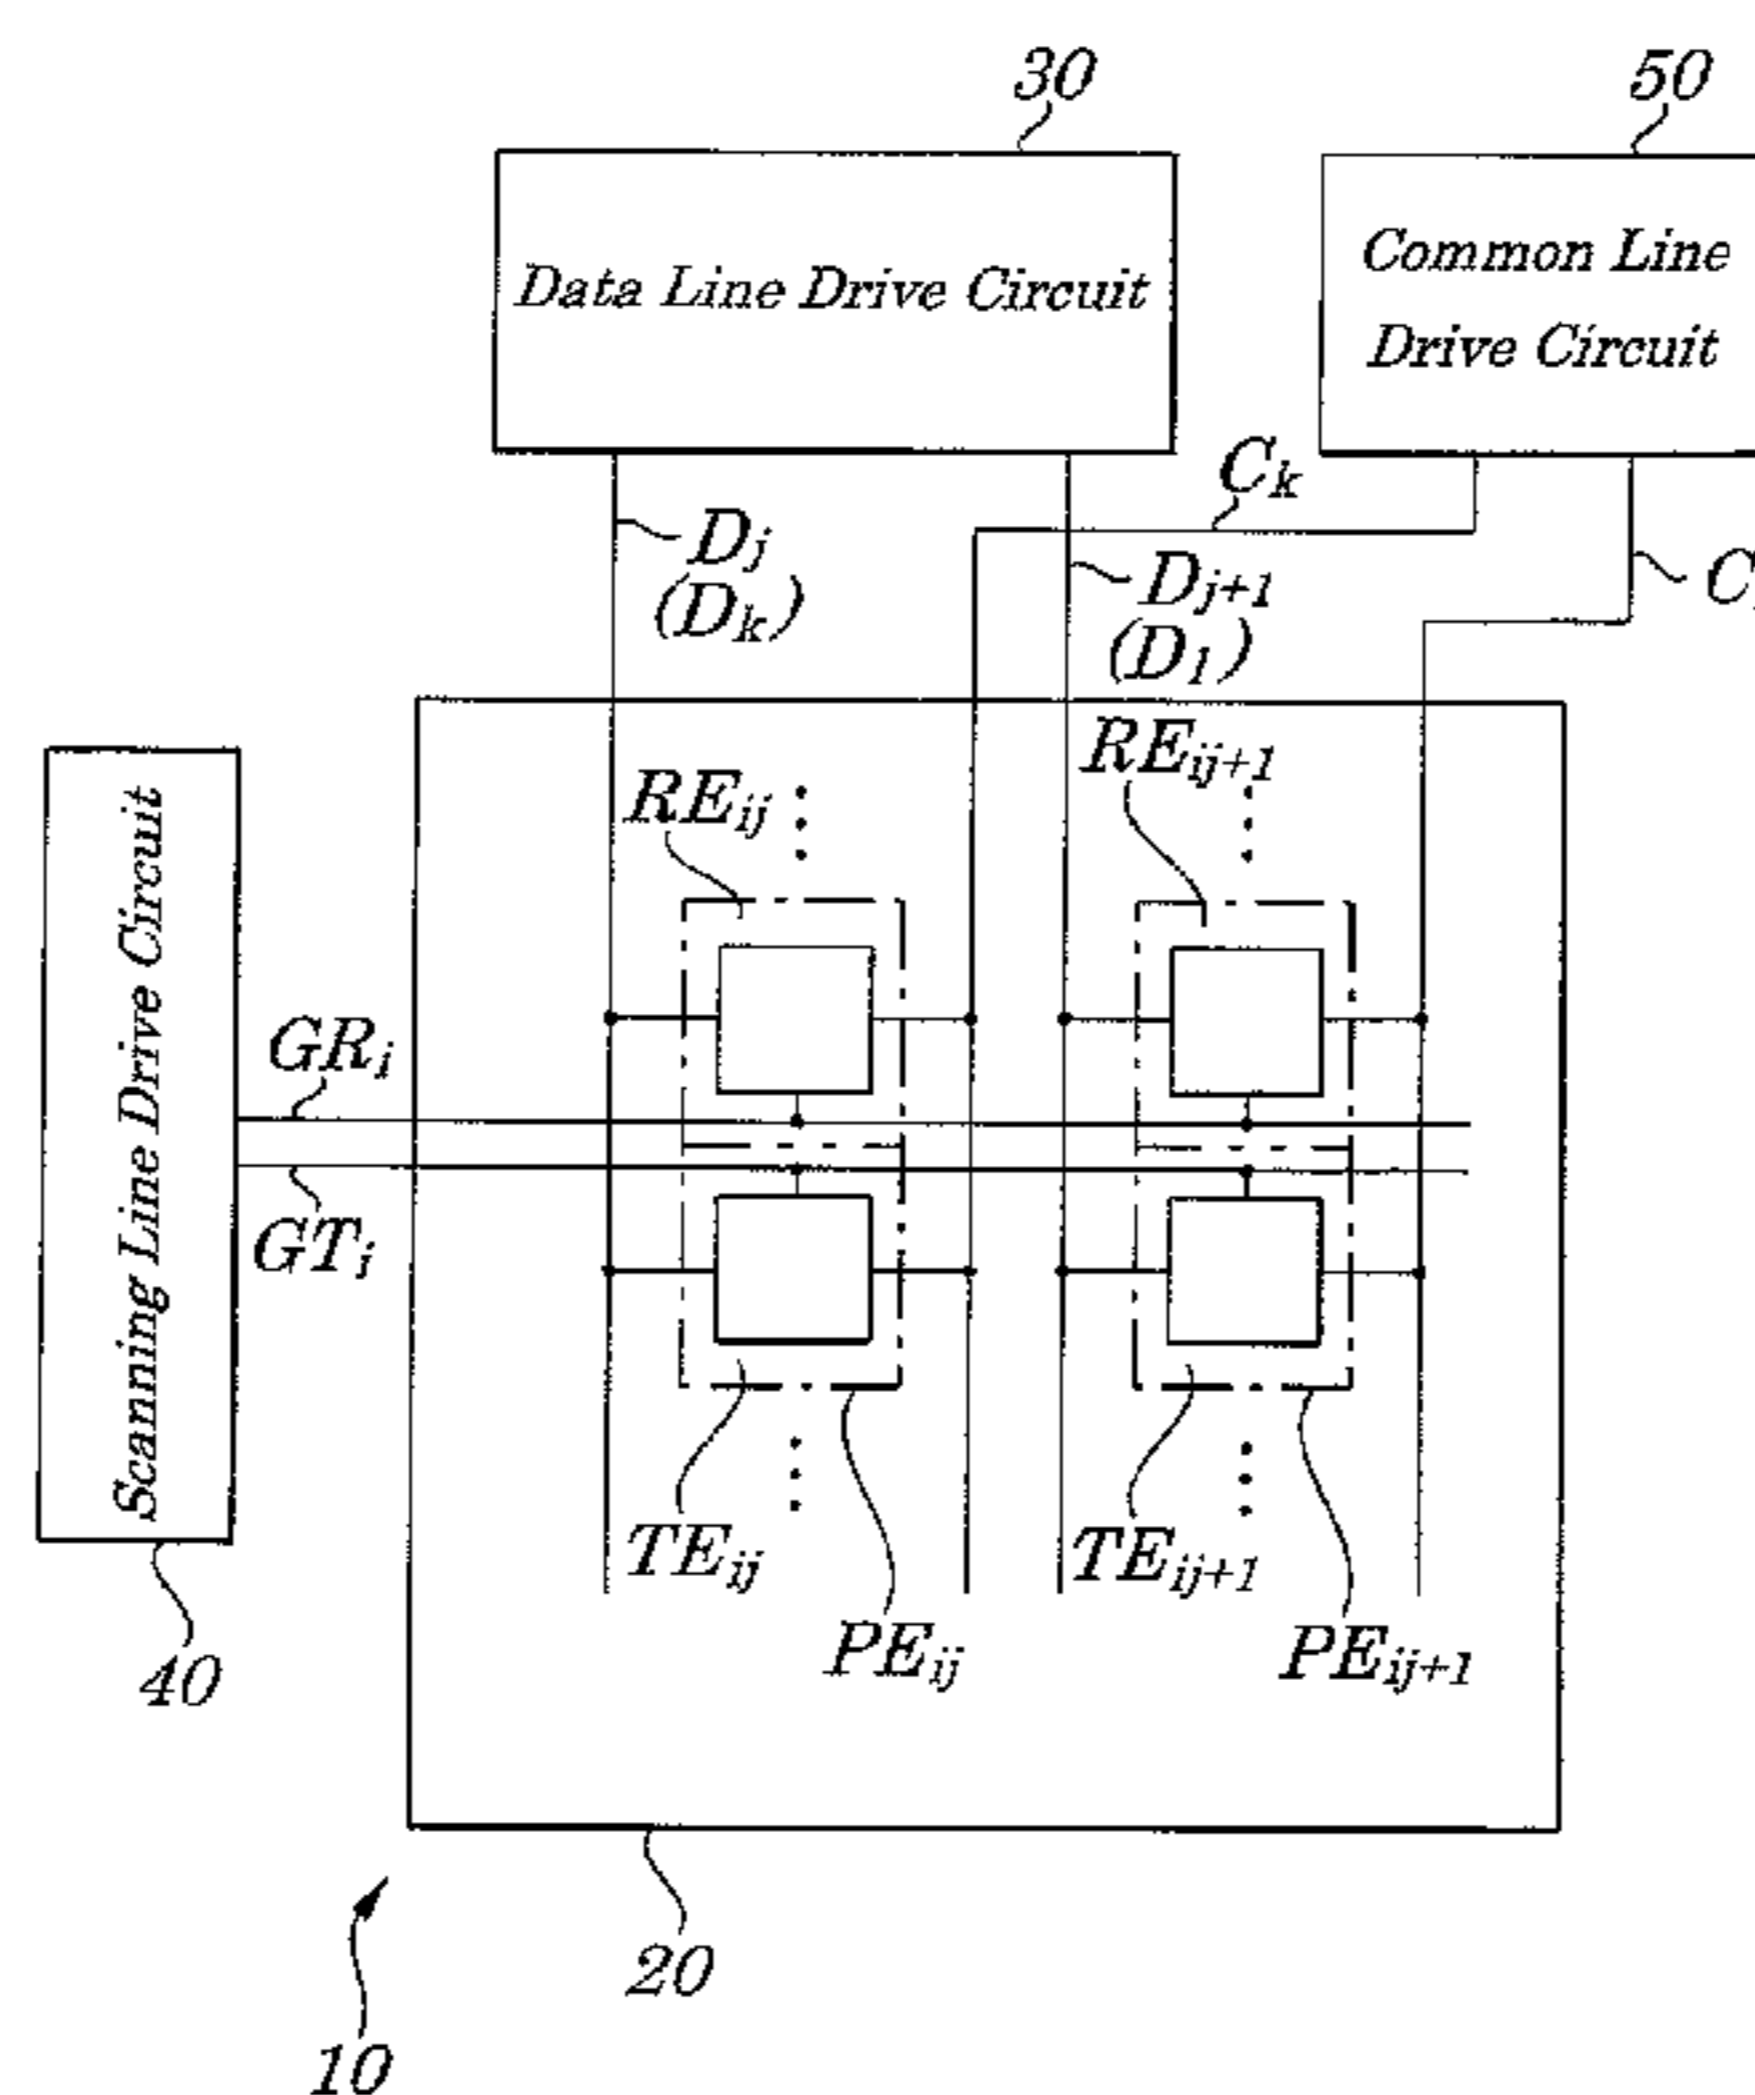 30
50
Data Line Drive Circuit
Common Line
Drive Circuit
Ck
Dj
(Dk)
Dj+1
(D1)
REij
REij+1
Scanning Line Drive Circuit
GRi
GTi
TEij
TEij+1
PEij
PEij+1
40
20
10